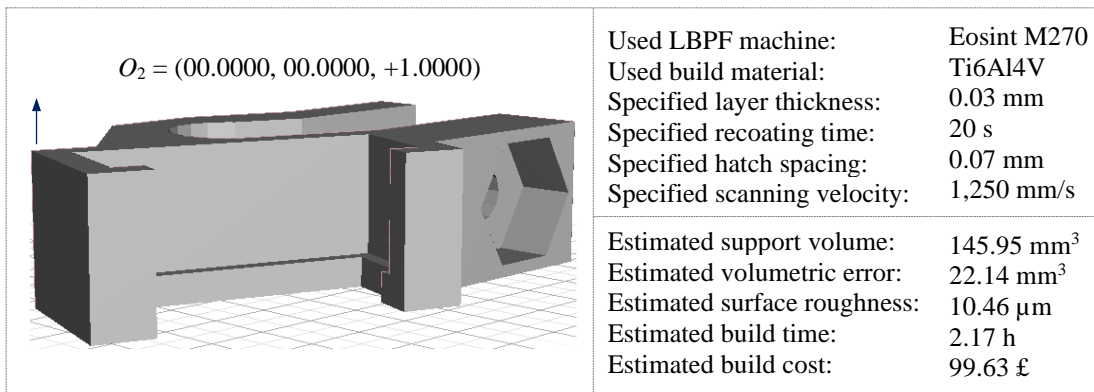 O2 = (00.0000, 00.0000, +1.0000)
Used LBPF machine: Eosint M270
Used build material: Ti6Al4V
Specified layer thickness: 0.03 mm
Specified recoating time: 20 s
Specified hatch spacing: 0.07 mm
Specified scanning velocity: 1,250 mm/s
Estimated support volume: 145.95 mm³
Estimated volumetric error: 22.14 mm³
Estimated surface roughness: 10.46 µm
Estimated build time: 2.17 h
Estimated build cost: 99.63 £